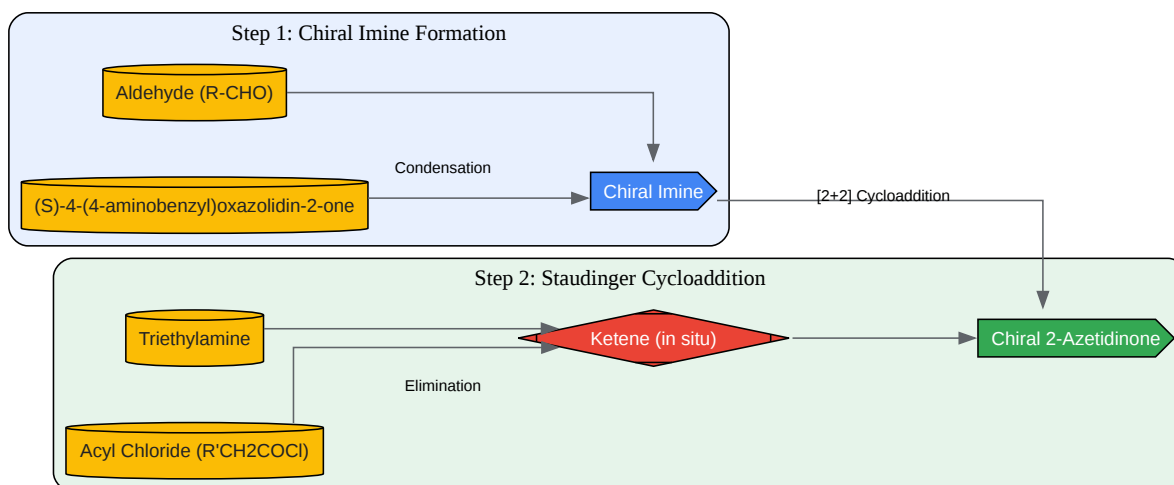 Step 1: Chiral Imine Formation
Aldehyde (R-CHO)
Condensation
(S)-4-(4-aminobenzyl)oxazolidin-2-one
Chiral Imine
[2+2] Cycloaddition
Step 2: Staudinger Cycloaddition
Triethylamine
Ketene (in situ)
Chiral 2-Azetidinone
Elimination
Acyl Chloride (R'CH2COCl)